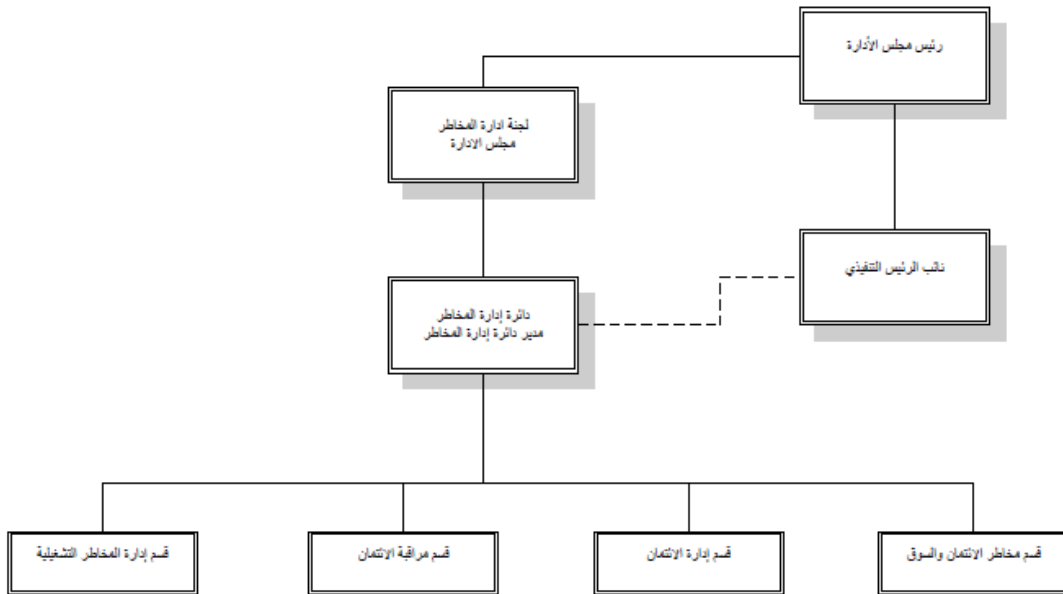 رئيس مجلس الأدارة
لجنة ادارة المخاطر
مجلس الادارة
نائب الرئيس التنفيذي
دائرة إدارة المخاطر
مدير دائرة إدارة المخاطر
قسم مخاطر الائتمان والسوق
قسم إدارة الائتمان
قسم مراقبة الائتمان
قسم إدارة المخاطر التشغيلية